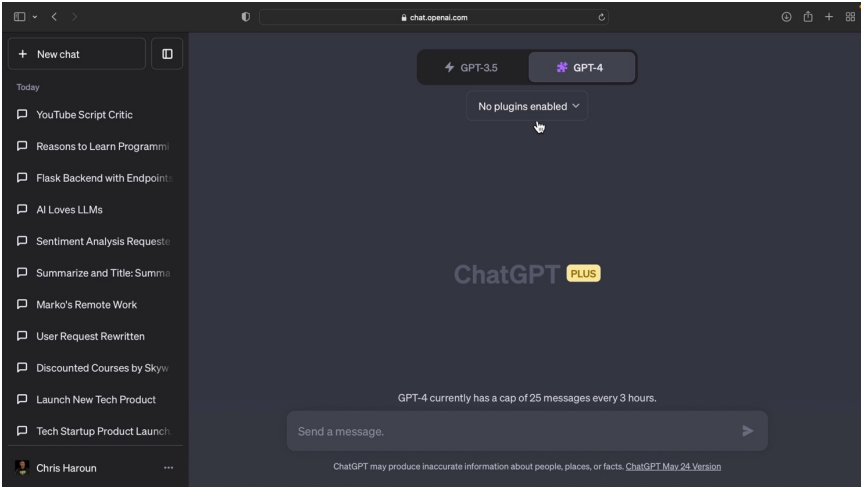 chat.openai.com
+ New chat
Today
YouTube Script Critic
Reasons to Learn Programmi
Flask Backend with Endpoints
AI Loves LLMs
Sentiment Analysis Requeste
Summarize and Title: Summa
Marko's Remote Work
User Request Rewritten
Discounted Courses by Skyw
Launch New Tech Product
Tech Startup Product Launch
Chris Haroun
GPT-3.5
GPT-4
No plugins enabled
ChatGPT PLUS
GPT-4 currently has a cap of 25 messages every 3 hours.
Send a message.
ChatGPT may produce inaccurate information about people, places, or facts. ChatGPT May 24 Version